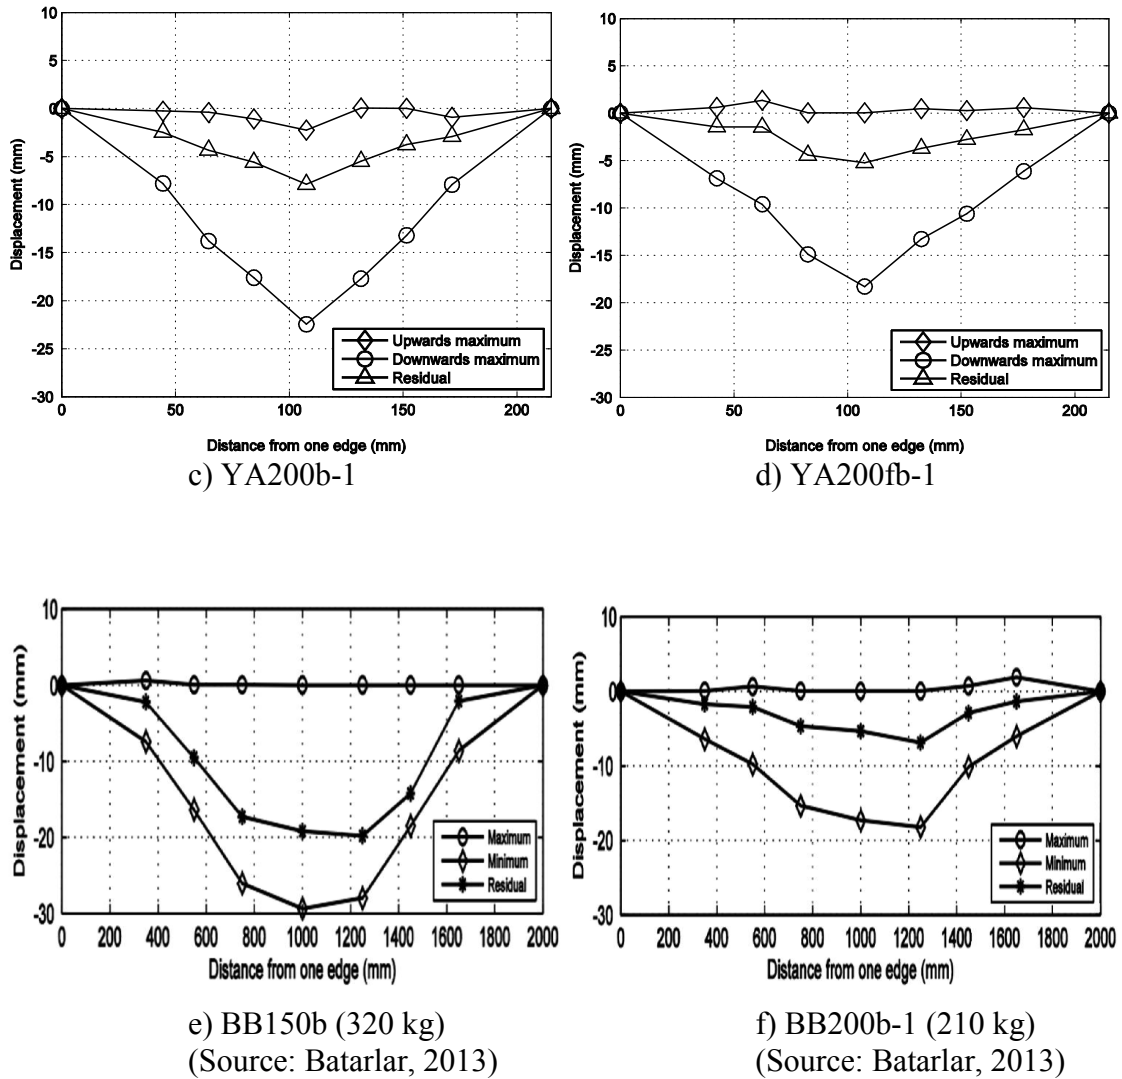 10
5
0
-5
-10
-15
-20
-25
-30
Displacement (mm)
Upwards maximum
Downwards maximum
Residual
0 50 100 150 200
Distance from one edge (mm)
c) YA200b-1
10
5
0
-5
-10
-15
-20
-25
-30
Displacement (mm)
Upwards maximum
Downwards maximum
Residual
0 50 100 150 200
Distance from one edge (mm)
d) YA200fb-1
10
0
-10
-20
-30
Displacement (mm)
Maximum
Minimum
Residual
0 400 600 800 1000 1200 1400 1600 1800 2000
Distance from one edge (mm)
e) BB150b (320 kg)
(Source: Batarlar, 2013)
10
0
-10
-20
-30
Displacement (mm)
Maximum
Minimum
Residual
0 400 600 800 1000 1200 1400 1600 1800 2000
Distance from one edge (mm)
f) BB200b-1 (210 kg)
(Source: Batarlar, 2013)